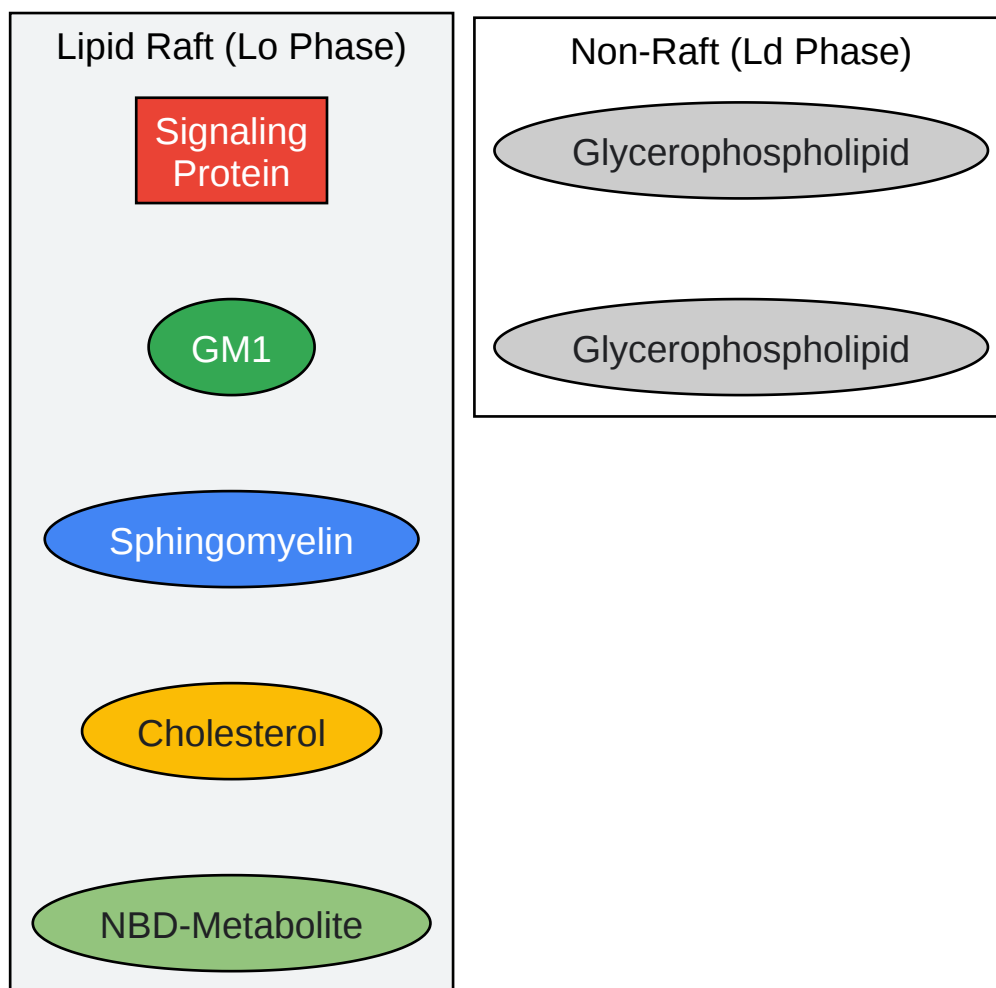 Lipid Raft (Lo Phase)
Signaling
Protein
GM1
Sphingomyelin
Cholesterol
NBD-Metabolite
Non-Raft (Ld Phase)
Glycerophospholipid
Glycerophospholipid